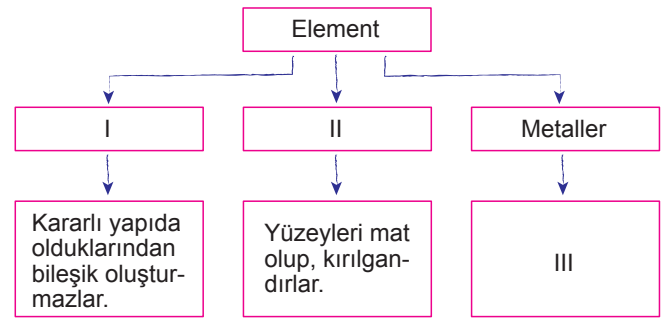 Element
I
II
Metaller
Kararlı yapıda
olduklarından
bileşik oluştur-
mazlar.
Yüzeyleri mat
olup, kırılgan-
dırlar.
III